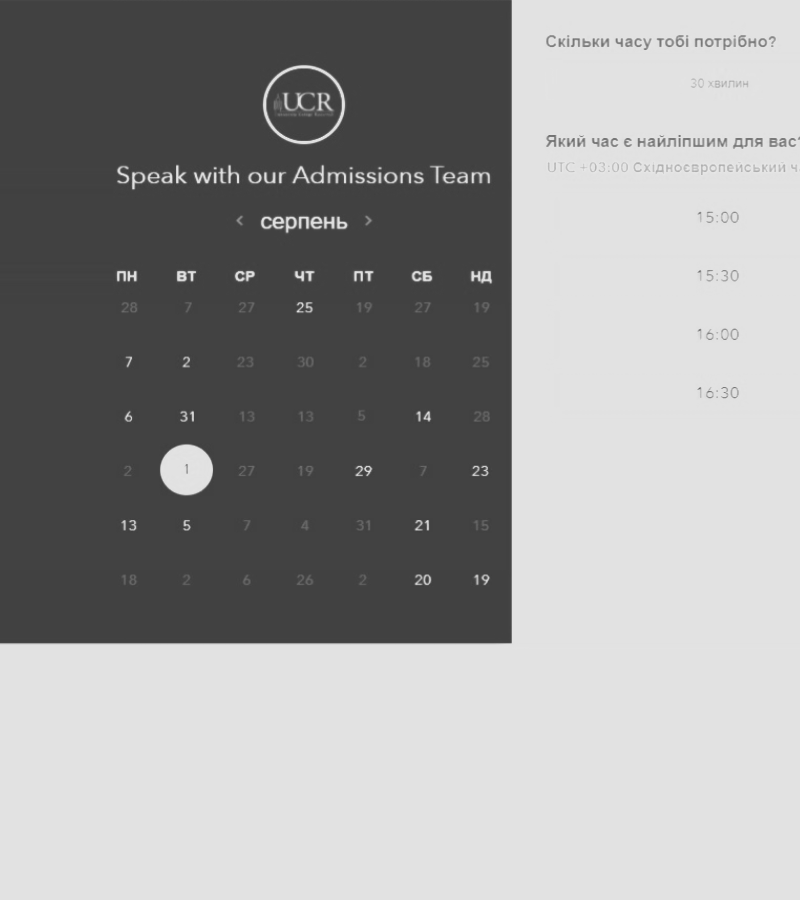 UCR
Speak with our Admissions Team
серпень
ПН ВТ СР ЧТ ПТ СБ НД
28 7 27 25 19 27 19
7 2 23 30 2 18 25
6 31 13 13 5 14 28
2 1 27 19 29 7 23
13 5 7 4 31 21 15
18 2 6 26 2 20 19
Скільки часу тобі потрібно?
30 хвилин
Який час є найліпшим для вас?
UTC +03:00 Східноєвропейський ч
15:00
15:30
16:00
16:30